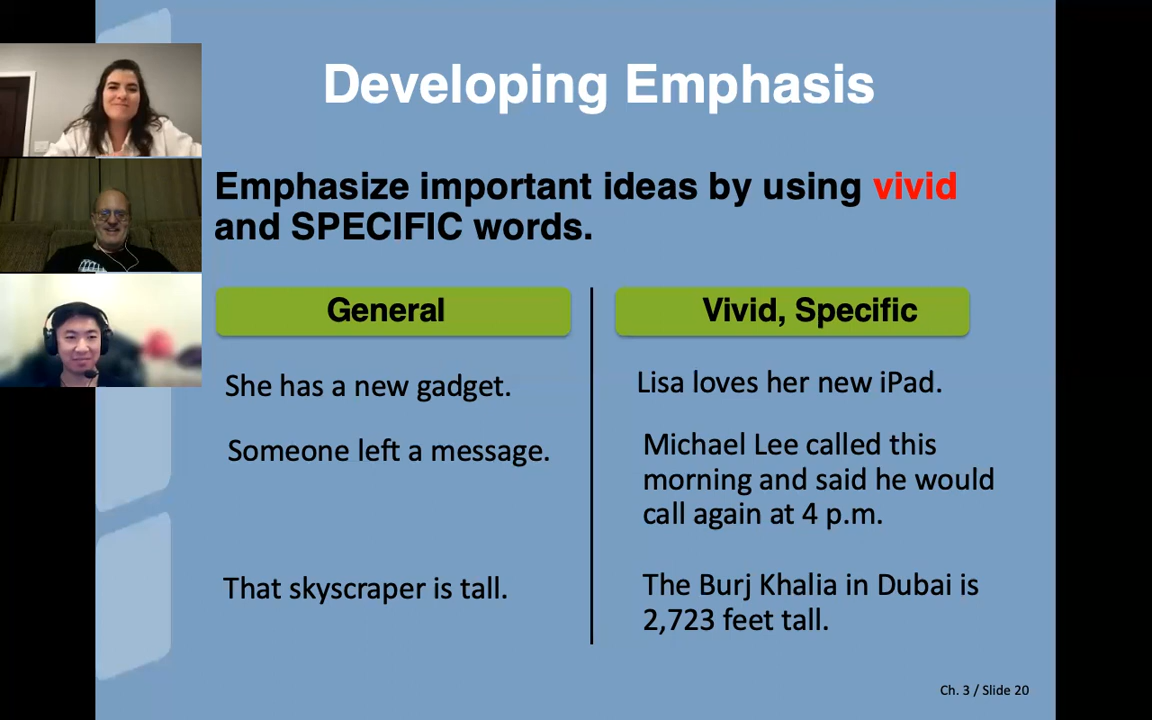 Developing Emphasis
Emphasize important ideas by using vivid
and SPECIFIC words.
General
Vivid, Specific
She has a new gadget.
Lisa loves her new iPad.
Someone left a message.
Michael Lee called this
morning and said he would
call again at 4 p.m.
That skyscraper is tall.
The Burj Khalia in Dubai is
2,723 feet tall.
Ch. 3 / Slide 20